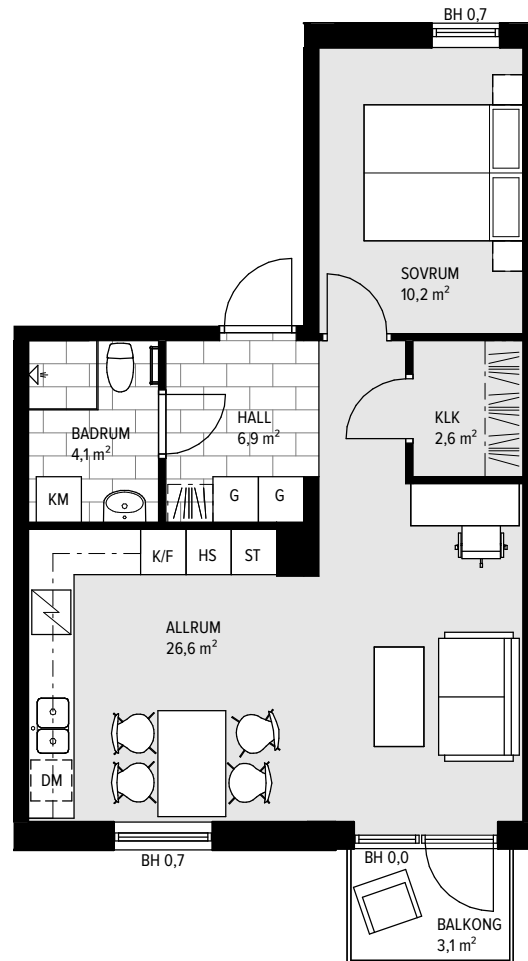 BH 0,7
SOVRUM
10,2 m²
HALL
6,9 m²
KLK
2,6 m²
BADRUM
4,1 m²
KM
G
G
K/F
HS
ST
ALLRUM
26,6 m²
DM
BH 0,7
BH 0,0
BALKONG
3,1 m²